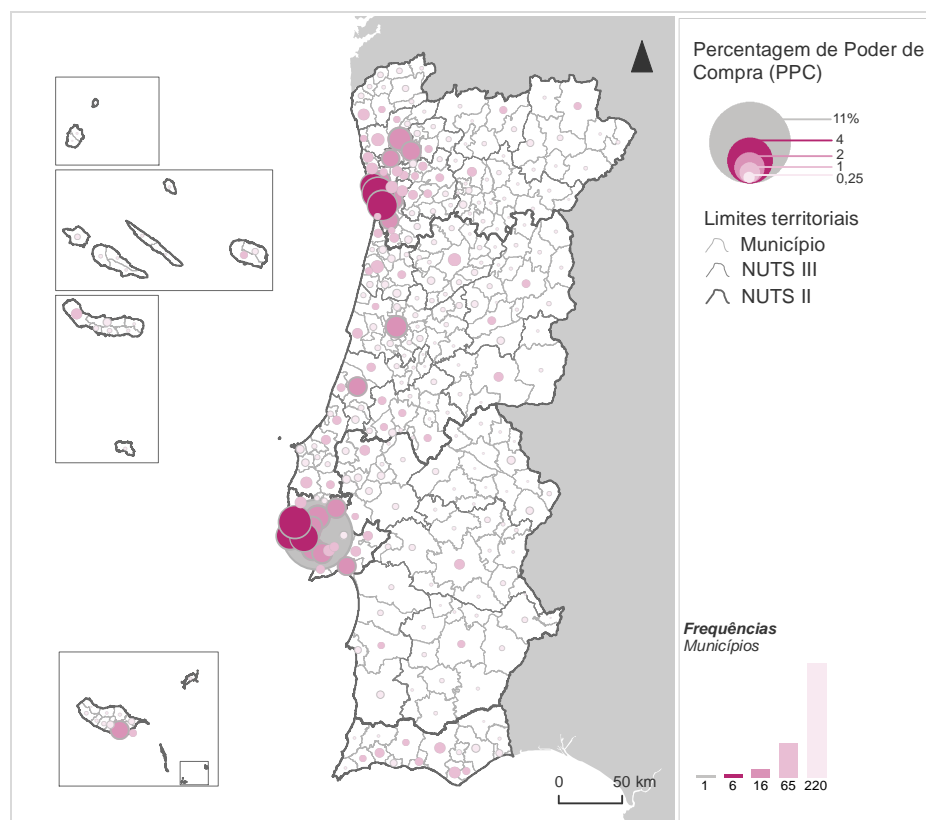 Percentagem de Poder de
Compra (PPC)
11%
4
2
1
0,25
Limites territoriais
Município
NUTS III
NUTS II
Frequências
Municípios
1 6 16 65 220
0 50 km